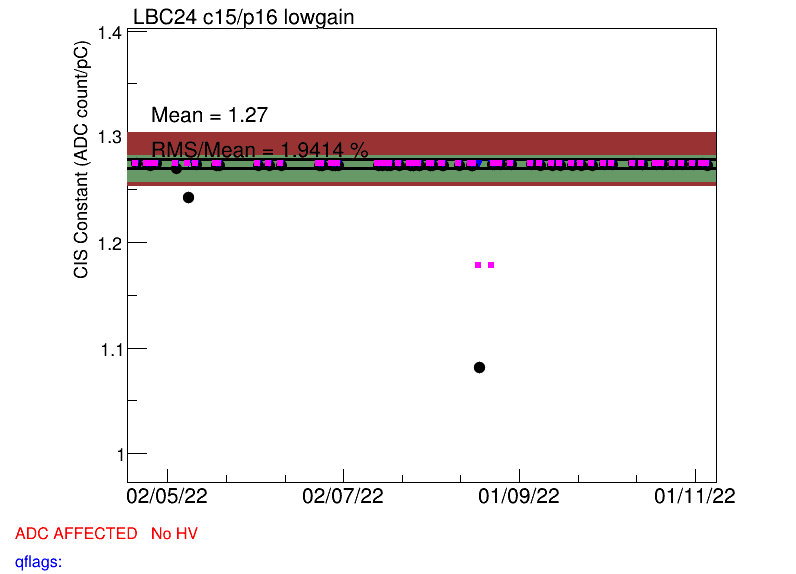 LBC24 c15/p16 lowgain
CIS Constant (ADC count/pC)
1.4
Mean = 1.27
1.3
RMS/Mean = 1.9414 %
1.2
1.1
1
02/05/22 02/07/22 01/09/22 01/11/22
ADC AFFECTED No HV
qflags: